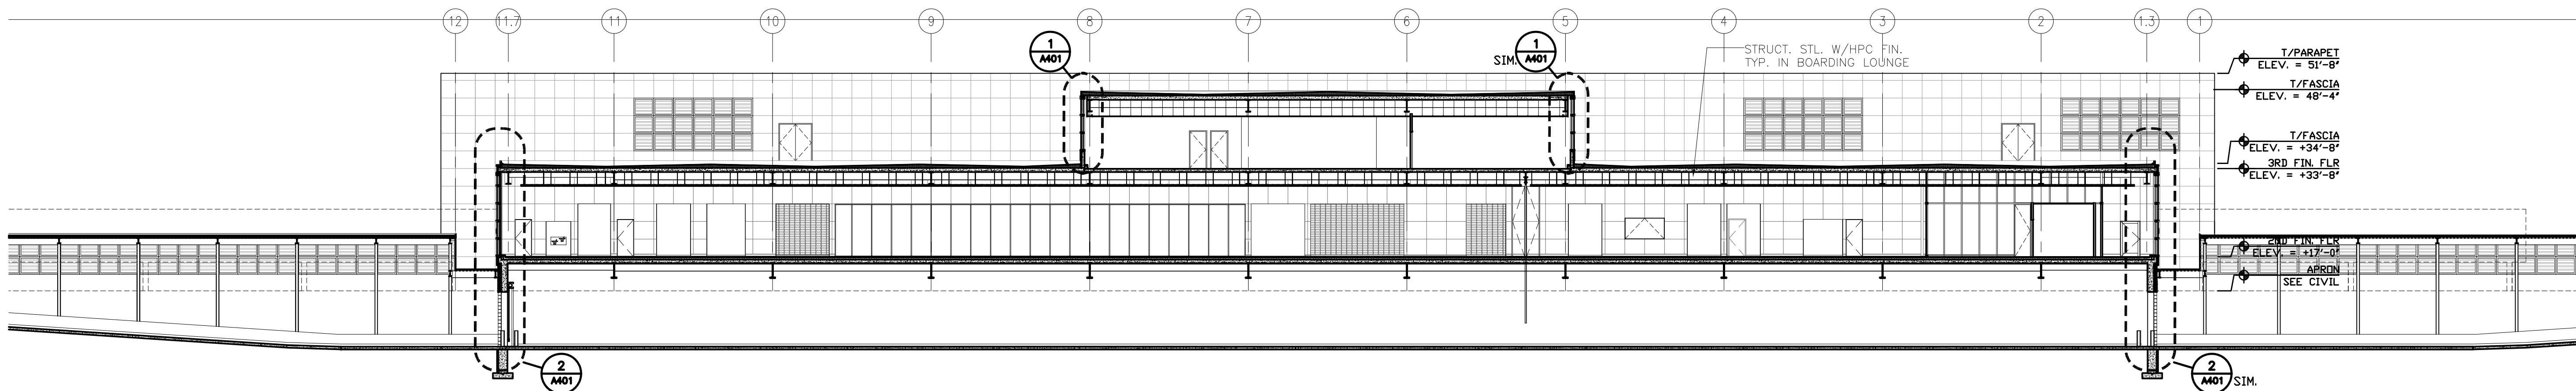 12
11.7
11
10
9
8
7
6
5
4
3
2
1.3
1
1
A401
SIM.
1
A401
STRUCT. STL. W/HPC FIN.
TYP. IN BOARDING LOUNGE
T/PARAPET
ELEV. = 51'-8"
T/FASCIA
ELEV. = 48'-4"
T/FASCIA
ELEV. = +34'-8"
3RD FIN. FLR
ELEV. = +33'-8"
2ND FIN. FLR
ELEV. = +17'-0"
APRON
SEE CIVIL
2
A401
2
A401
SIM.